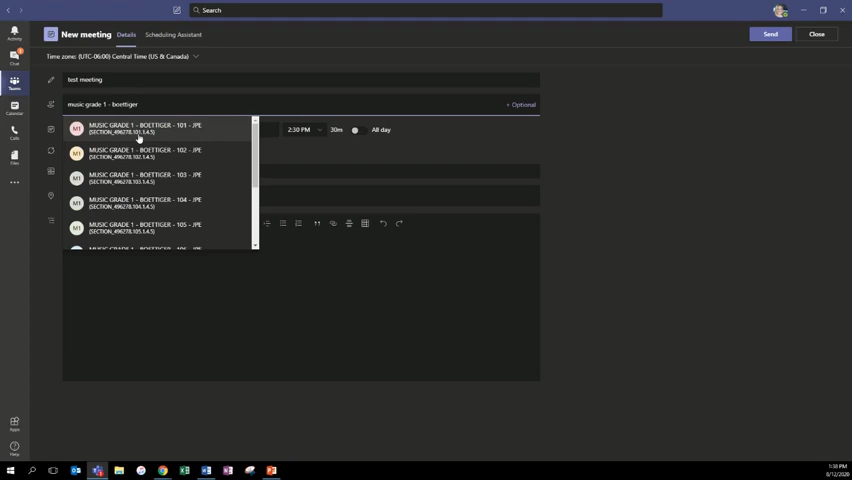 Search
Activity
Chat
Teams
Calendar
Calls
Files
Apps
Help
New meeting
Details
Scheduling Assistant
Send
Close
Time zone: (UTC-06:00) Central Time (US & Canada)
test meeting
music grade 1 - boettiger
+ Optional
M1
MUSIC GRADE 1 - BOETTIGER - 101 - JPE
(SECTION_496278.101.1.4.5)
2:30 PM
30m
All day
M1
MUSIC GRADE 1 - BOETTIGER - 102 - JPE
(SECTION_496278.102.1.4.5)
M1
MUSIC GRADE 1 - BOETTIGER - 103 - JPE
(SECTION_496278.103.1.4.5)
M1
MUSIC GRADE 1 - BOETTIGER - 104 - JPE
(SECTION_496278.104.1.4.5)
M1
MUSIC GRADE 1 - BOETTIGER - 105 - JPE
(SECTION_496278.105.1.4.5)
1:38 PM
8/12/2020